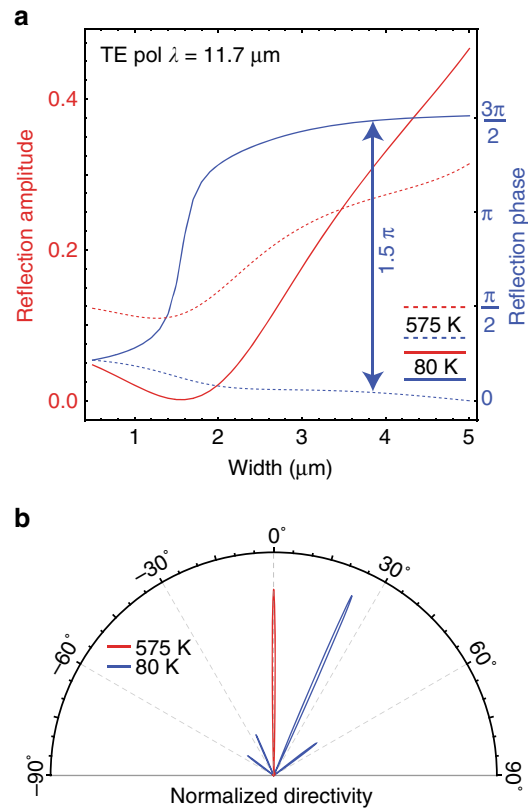 a
TE pol λ = 11.7 μm
0.4
0.2
0.0
Reflection amplitude
3π
2
π
π
2
0
Reflection phase
1.5 π
575 K
80 K
1 2 3 4 5
Width (μm)
b
0°
−30° 30°
−60° 60°
−90° 90°
575 K
80 K
Normalized directivity